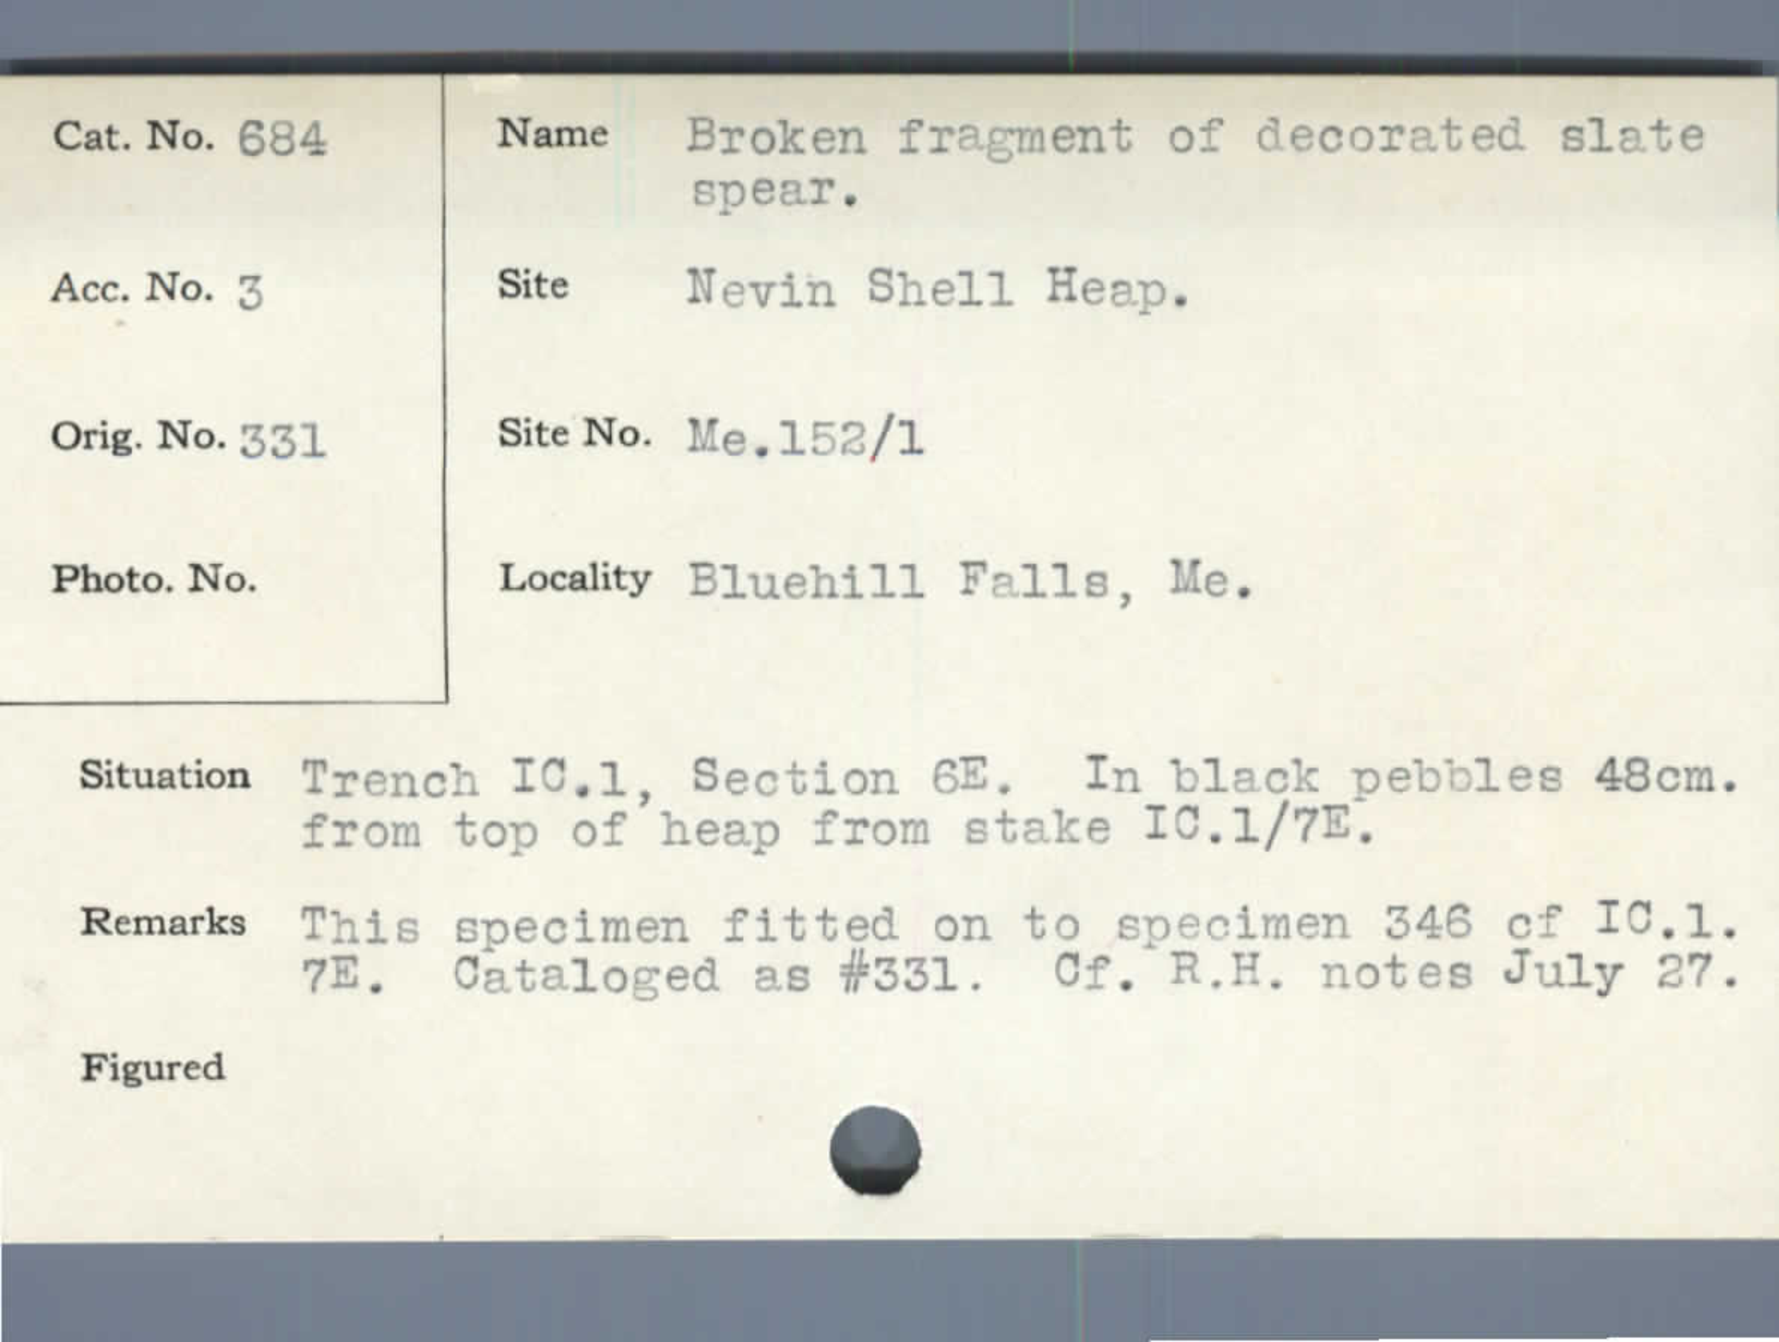 Cat. No. 684
Name Broken fragment of decorated slate
spear.
Acc. No. 3
Site Nevin Shell Heap.
Orig. No. 331
Site No. Me.152/1
Photo. No.
Locality Bluehill Falls, Me.
Situation Trench IC.1, Section 6E. In black pebbles 48cm.
from top of heap from stake IC.1/7E.
Remarks This specimen fitted on to specimen 346 cf IC.1.
7E. Cataloged as #331. Cf. R.H. notes July 27.
Figured